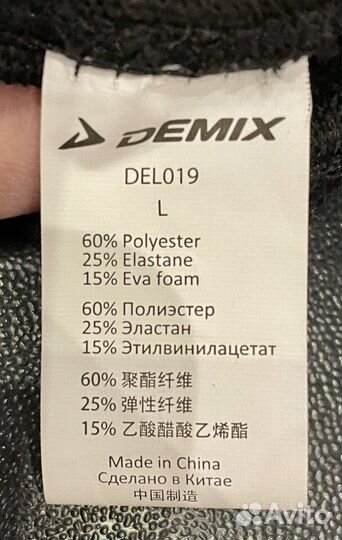 DEMIX
DEL019
L
60% Polyester
25% Elastane
15% Eva foam
60% Полиэстер
25% Эластан
15% Этилвинилацетат
60% 聚酯纤维
25% 弹性纤维
15% 乙酸醋酸乙烯酯
Made in China
Сделано в Китае
中国制造
Avito